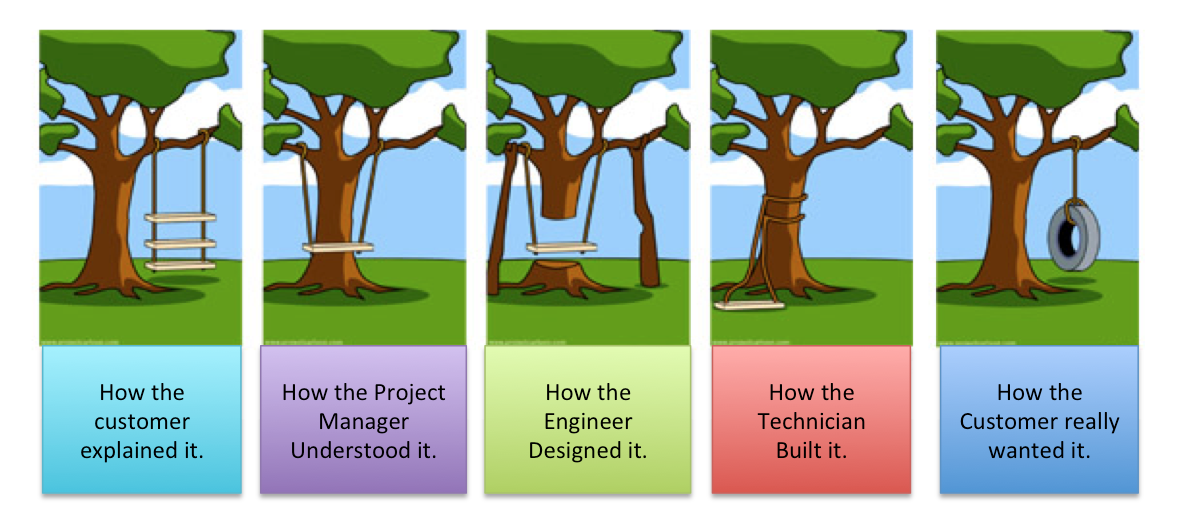 How the
customer
explained it.
How the Project
Manager
Understood it.
How the
Engineer
Designed it.
How the
Technician
Built it.
How the
Customer really
wanted it.